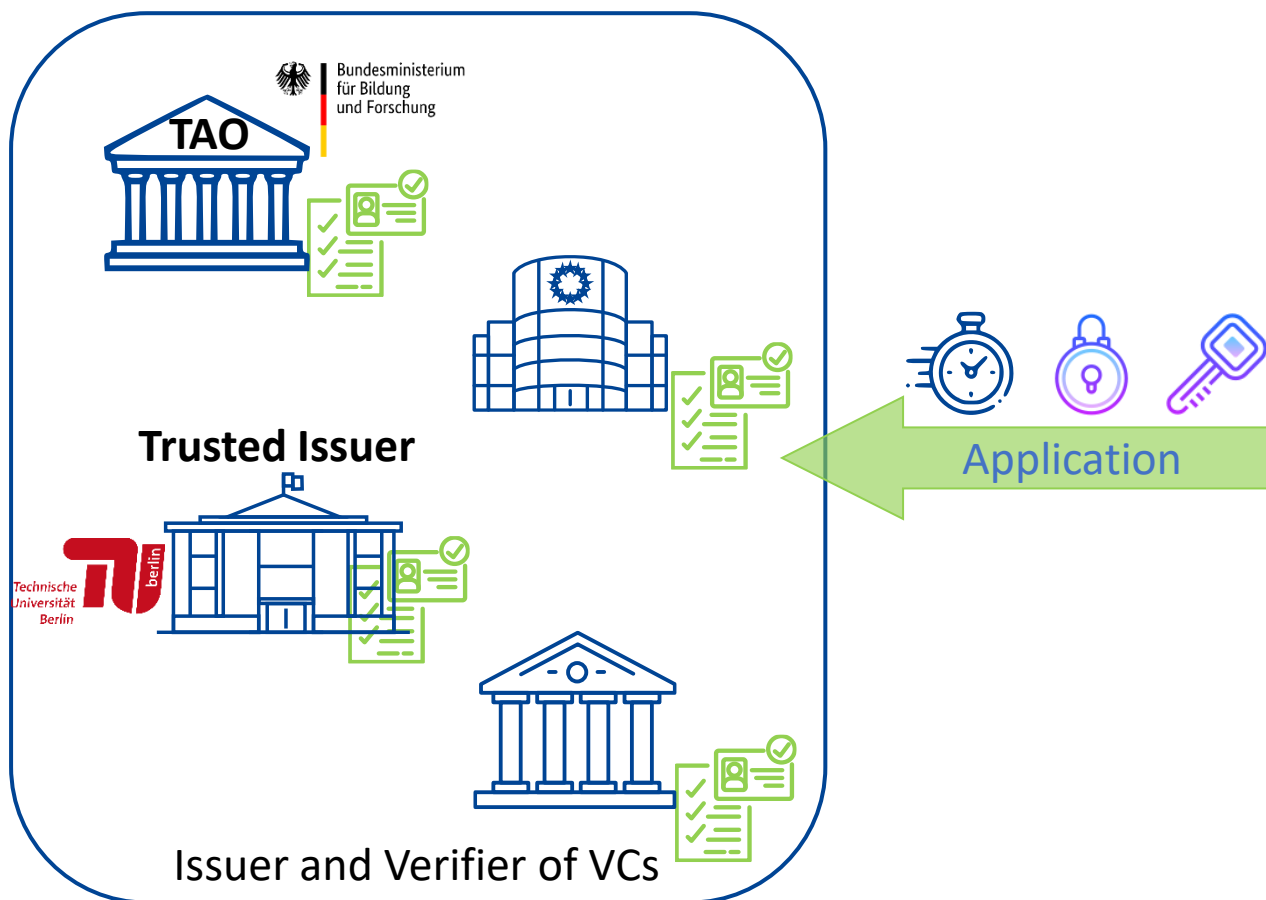 Bundesministerium
für Bildung
und Forschung
TAO
Trusted Issuer
Technische
Universität
Berlin
berlin
Application
Issuer and Verifier of VCs